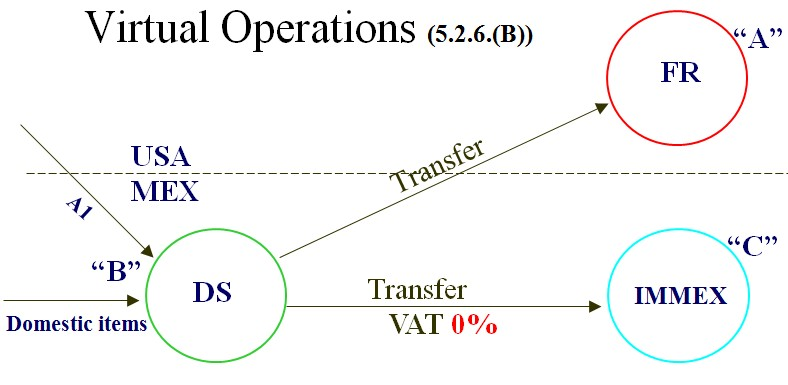 Virtual Operations (5.2.6.(B))
“A”
FR
USA
Transfer
MEX
A1
“B”
DS
Domestic items
Transfer
VAT 0%
“C”
IMMEX